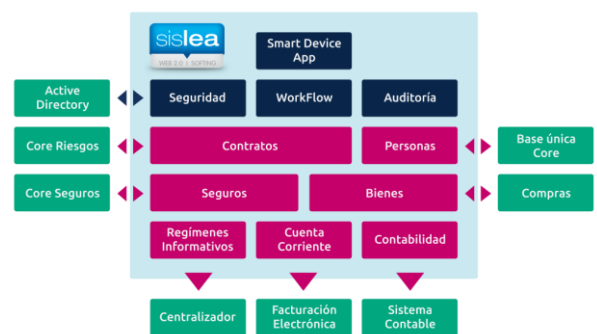 sislea
WEB 2.0 | SOFTING
Smart Device
App
Active
Directory
Seguridad
WorkFlow
Auditoría
Core Riesgos
Contratos
Personas
Base única
Core
Core Seguros
Seguros
Bienes
Compras
Regímenes
Informativos
Cuenta
Corriente
Contabilidad
Centralizador
Facturación
Electrónica
Sistema
Contable